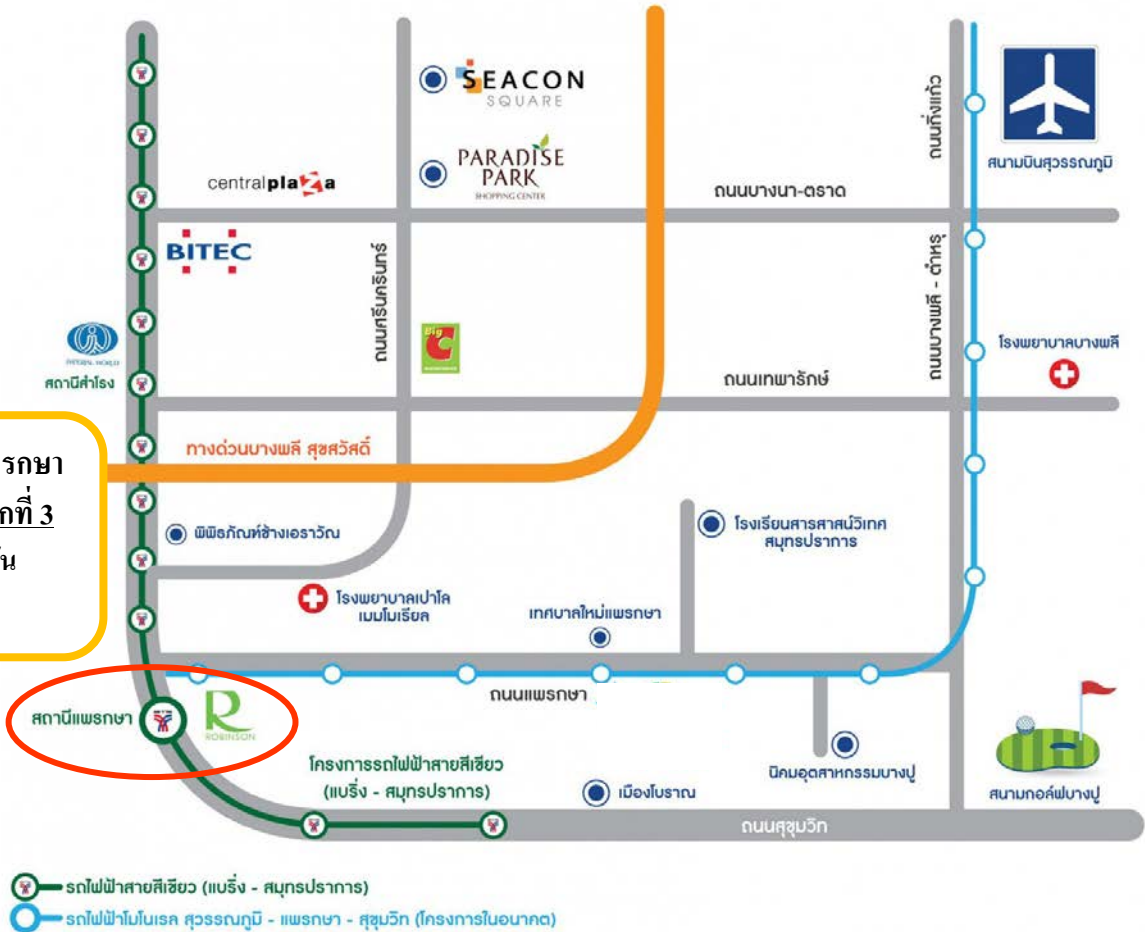 SEACON
SQUARE
PARADISE
PARK
SHOPPING CENTER
centralplaza
BITEC
ถนนศรีนครินทร์
Big
C
ถนนบางนา-ตราด
ถนนกิ่งแก้ว
สนามบินสุวรรณภูมิ
ถนนบางพลี - ตำหรุ
โรงพยาบาลบางพลี
ถนนเทพารักษ์
IMPERIAL WORLD
สถานีสำโรง
ทางด่วนบางพลี สุขสวัสดิ์
รกษา
กที่ 3
ัน
พิพิธภัณฑ์ช้างเอราวัณ
โรงเรียนสารสาสน์วิเทศ
สมุทรปราการ
โรงพยาบาลเปาโล
เมมโมเรียล
เทศบาลใหม่แพรกษา
ถนนแพรกษา
สถานีแพรกษา
R
ROBINSON
โครงการรถไฟฟ้าสายสีเขียว
(แบริ่ง - สมุทรปราการ)
เมืองโบราณ
นิคมอุตสาหกรรมบางปู
สนามกอล์ฟบางปู
ถนนสุขุมวิท
รถไฟฟ้าสายสีเขียว (แบริ่ง - สมุทรปราการ)
รถไฟฟ้าโมโนเรล สุวรรณภูมิ - แพรกษา - สุขุมวิท (โครงการในอนาคต)